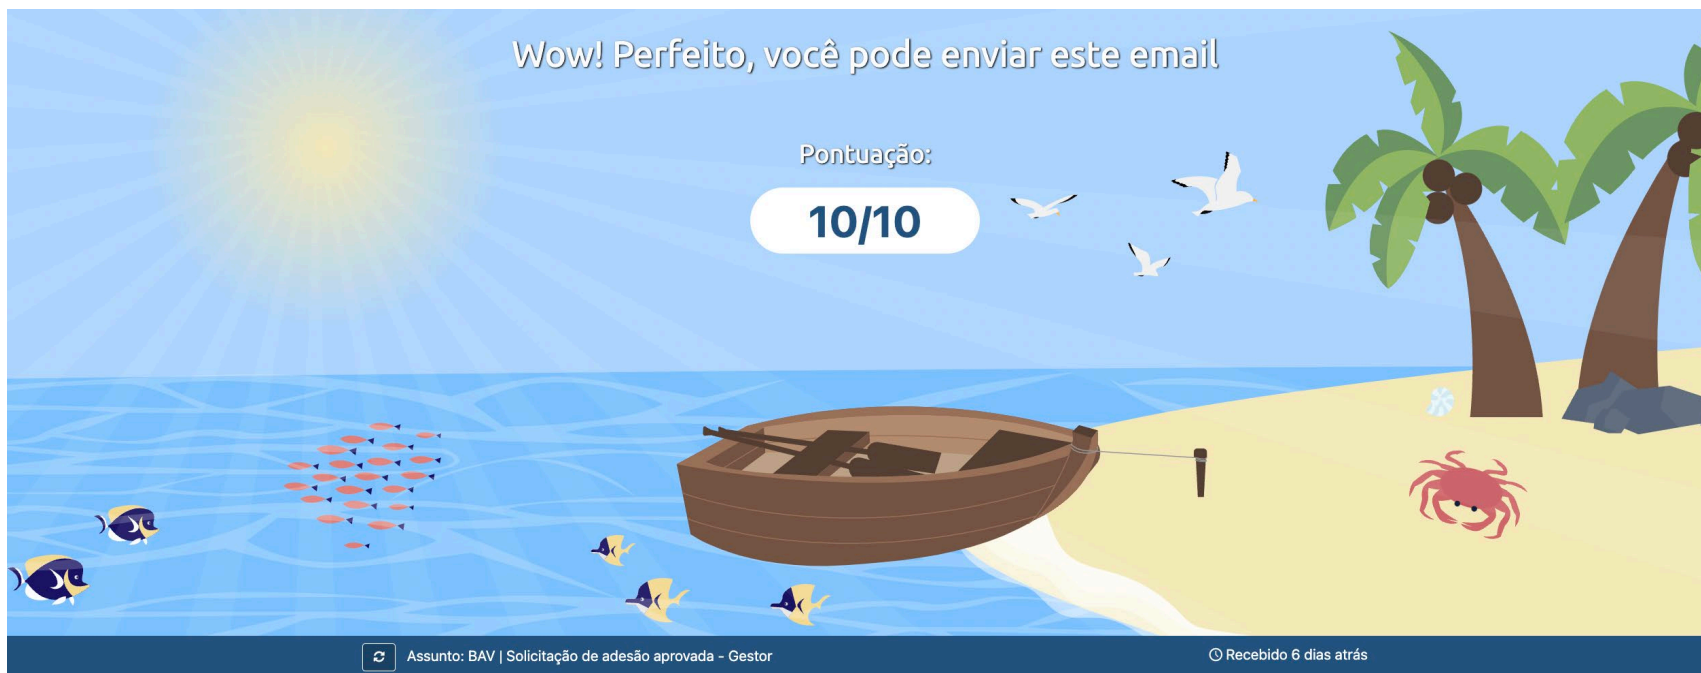 Wow! Perfeito, você pode enviar este email
Pontuação:
10/10
Assunto: BAV | Solicitação de adesão aprovada - Gestor
Recebido 6 dias atrás